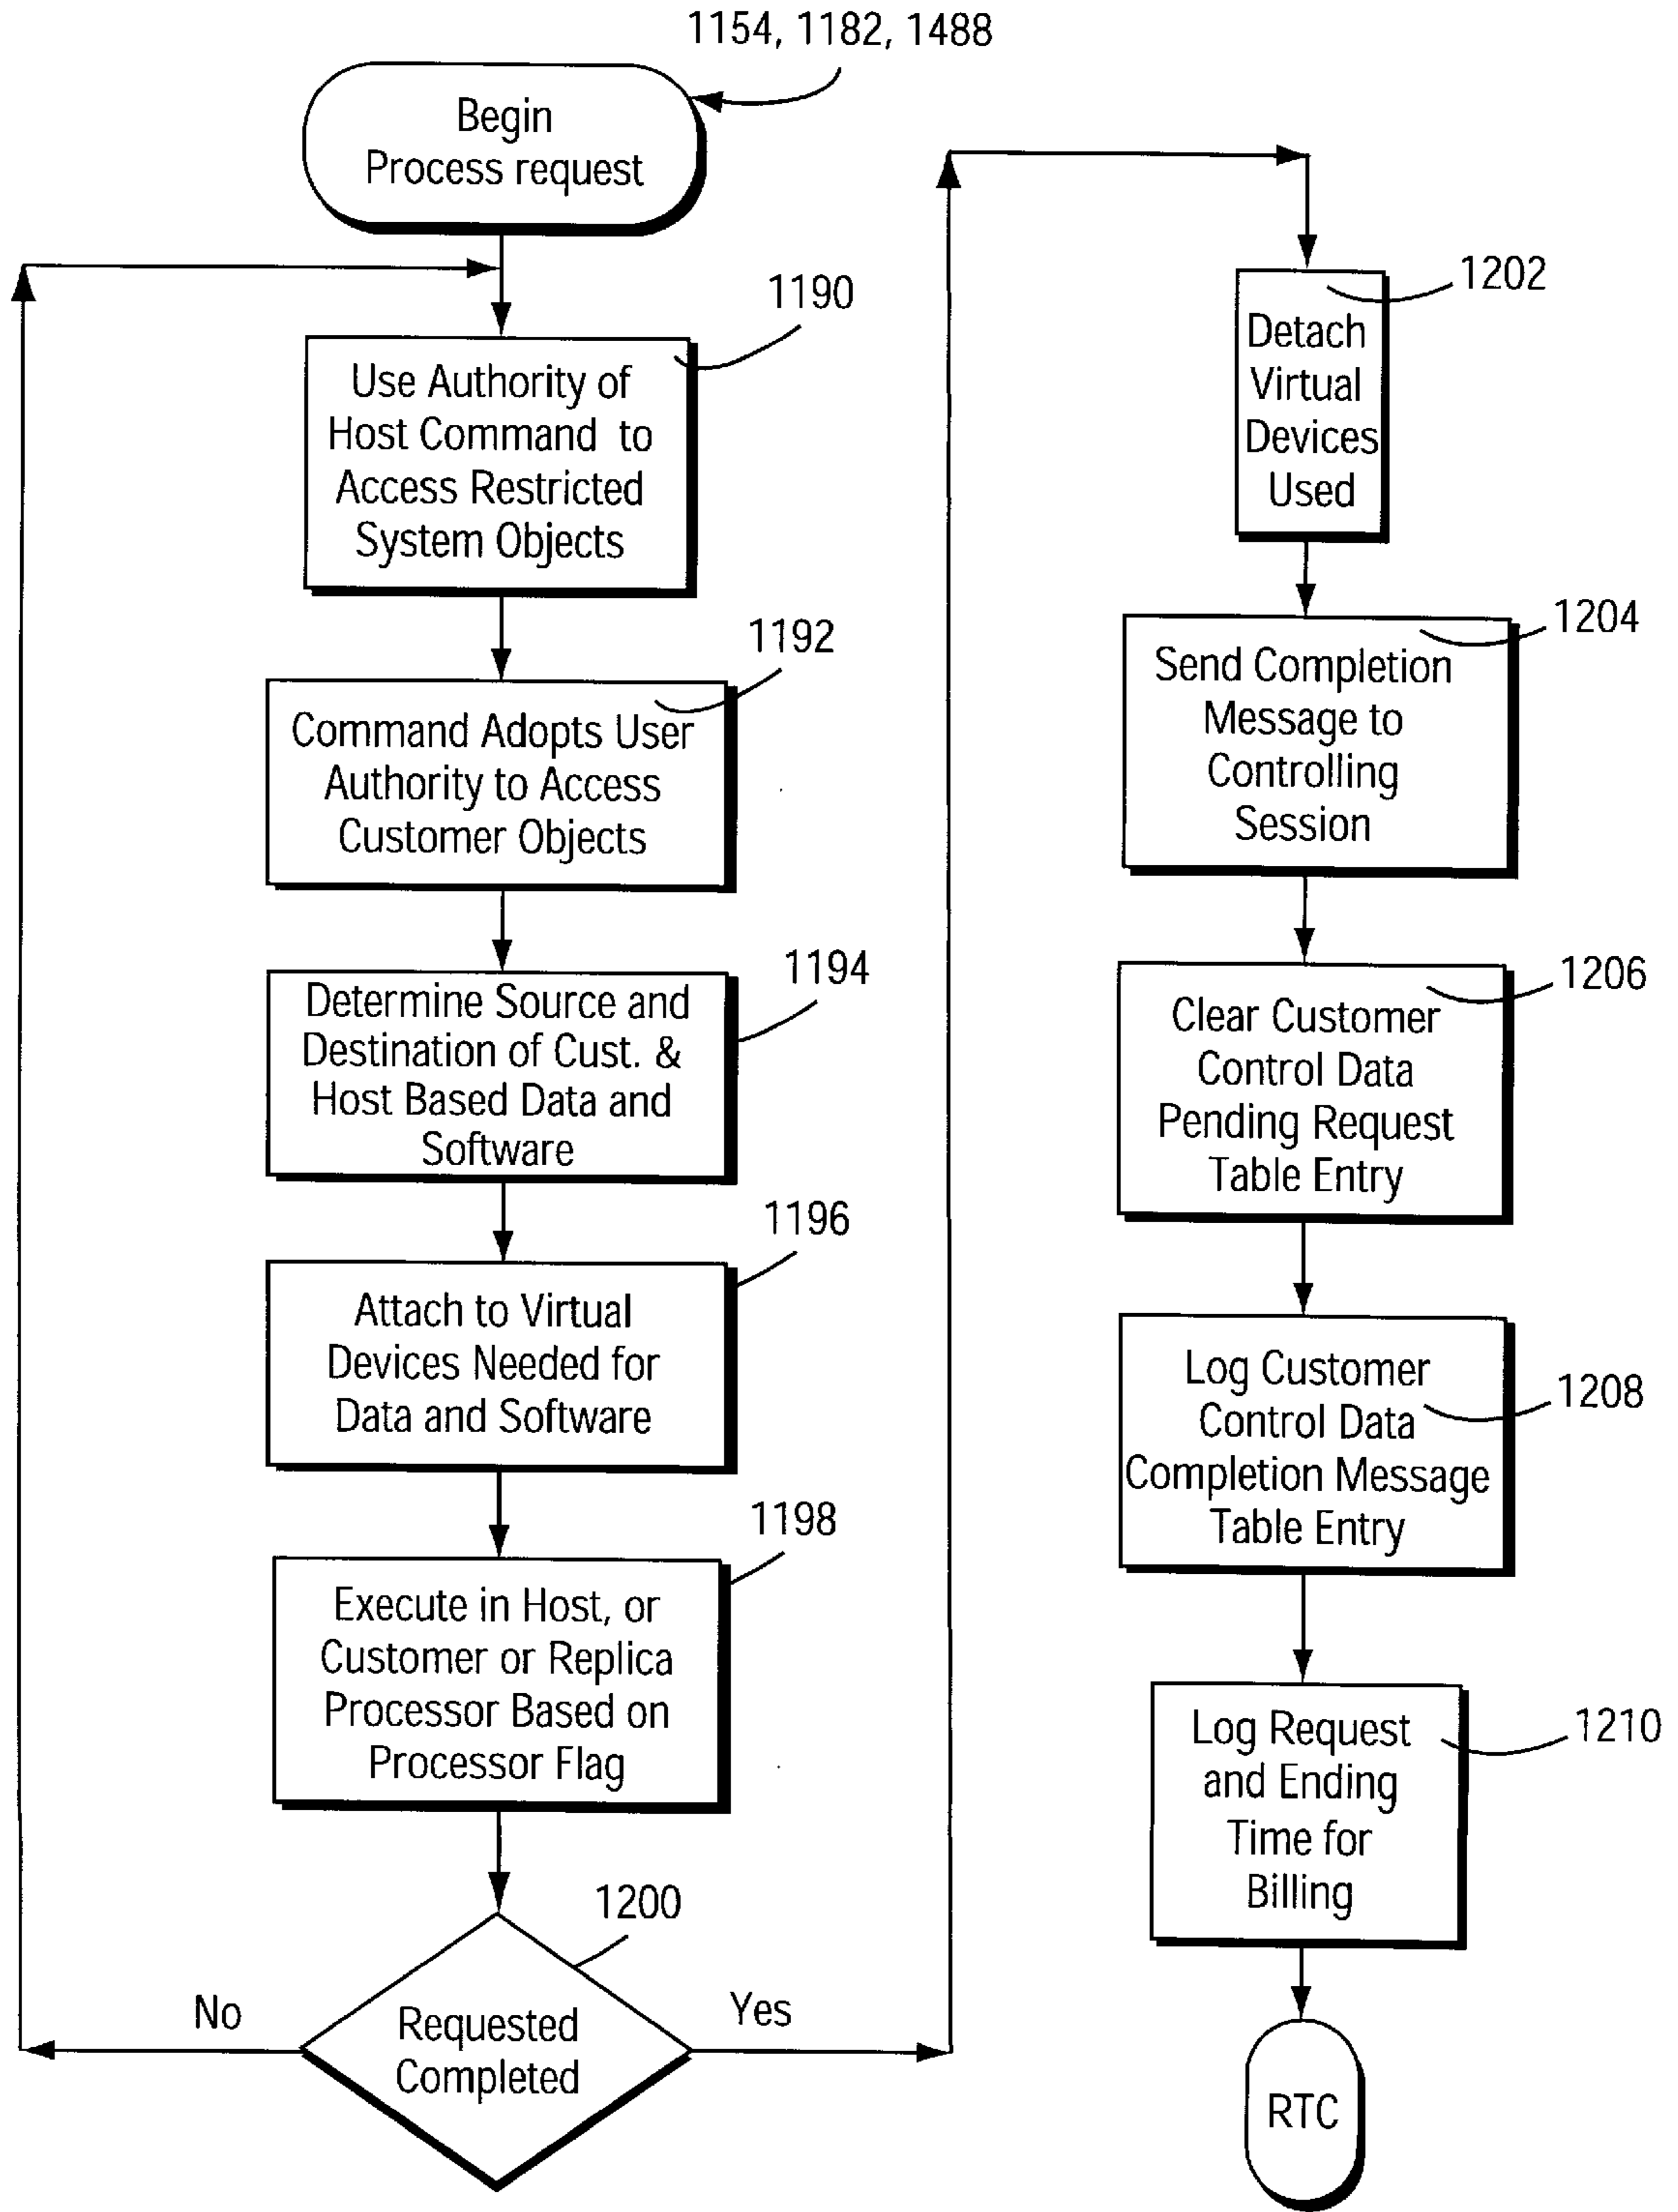 1154, 1182, 1488
Begin
Process request
1190
Use Authority of
Host Command to
Access Restricted
System Objects
1192
Command Adopts User
Authority to Access
Customer Objects
1194
Determine Source and
Destination of Cust. &
Host Based Data and
Software
1196
Attach to Virtual
Devices Needed for
Data and Software
1198
Execute in Host, or
Customer or Replica
Processor Based on
Processor Flag
1200
Requested
Completed
No
Yes
1202
Detach
Virtual
Devices
Used
1204
Send Completion
Message to
Controlling
Session
1206
Clear Customer
Control Data
Pending Request
Table Entry
1208
Log Customer
Control Data
Completion Message
Table Entry
1210
Log Request
and Ending
Time for
Billing
RTC